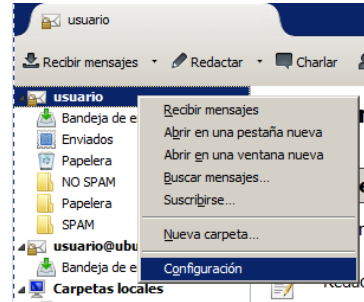 usuario
Recibir mensajes
Redactar
Charlar
usuario
Bandeja de e
Enviados
Papelera
NO SPAM
Papelera
SPAM
usuario@ubu
Bandeja de e
Carpetas locales
Recibir mensajes
Abrir en una pestaña nueva
Abrir en una ventana nueva
Buscar mensajes...
Suscribirse...
Nueva carpeta...
Configuración